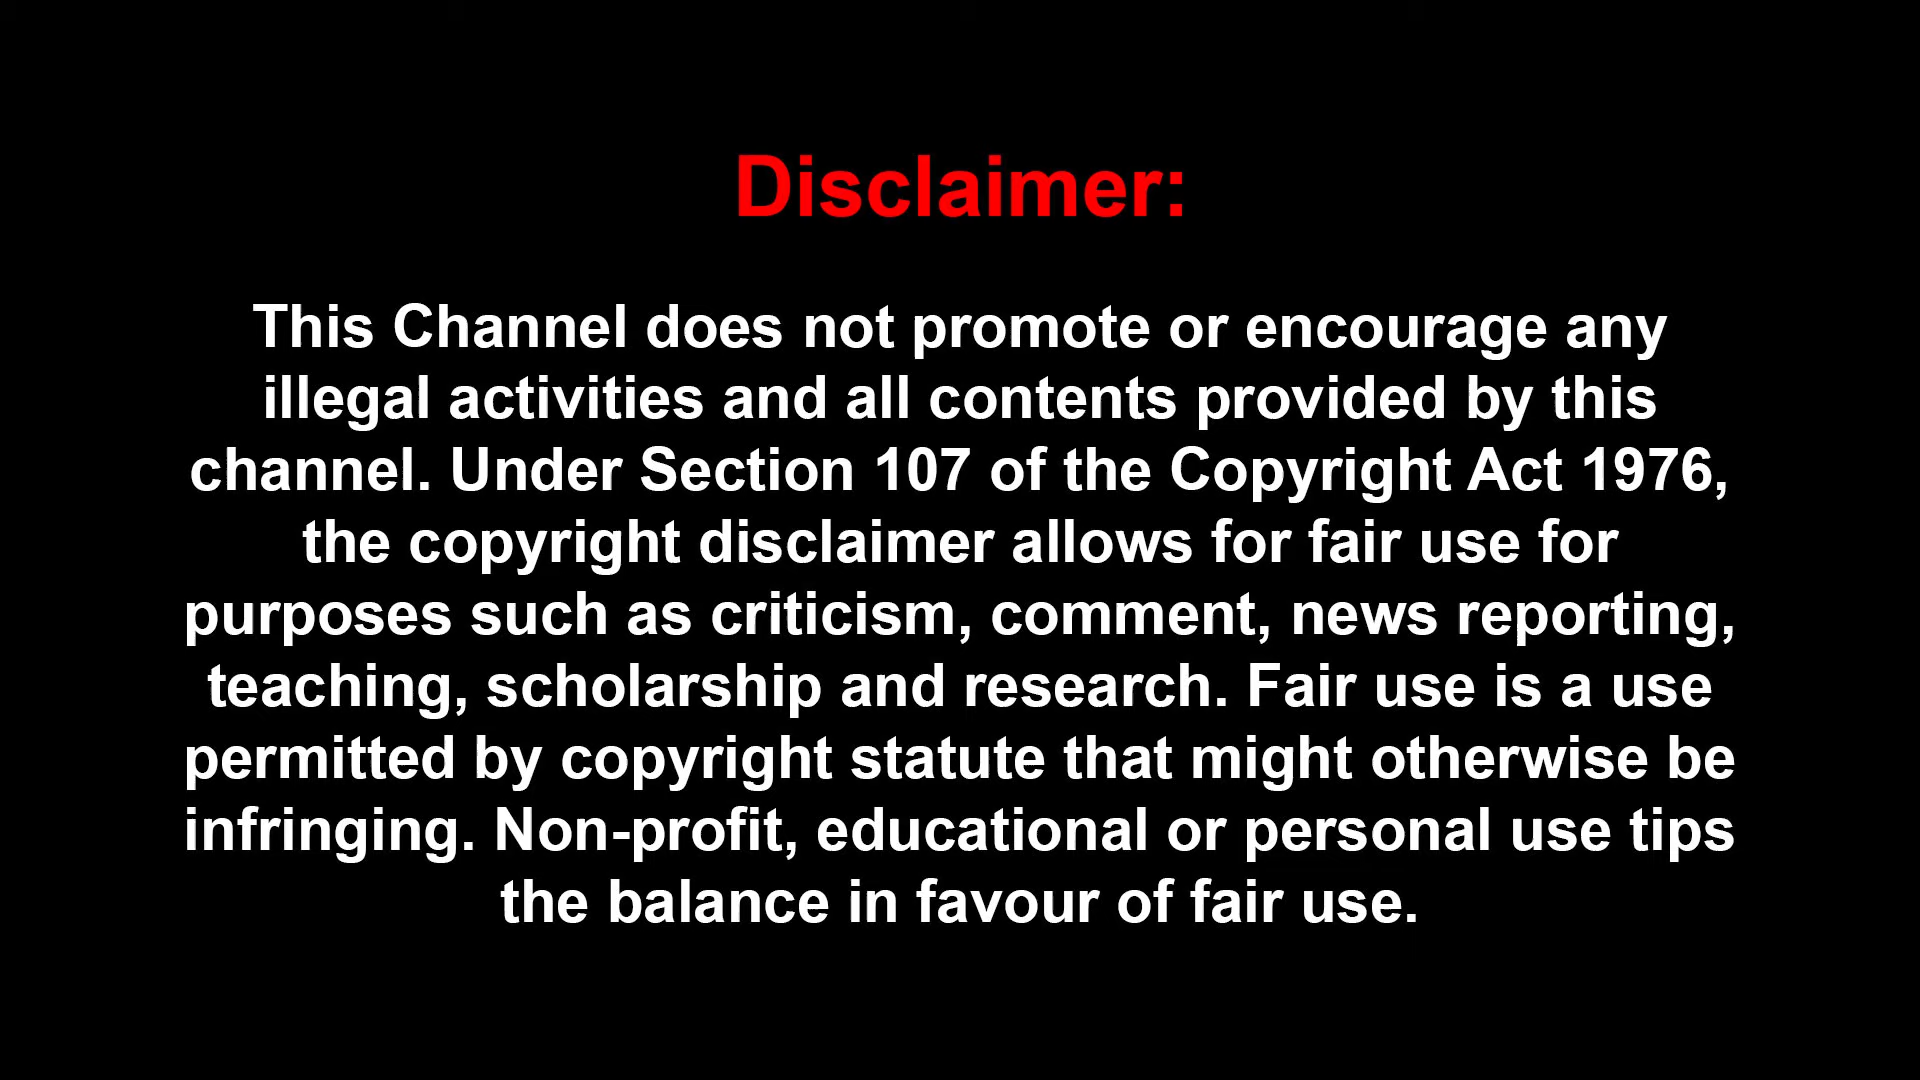 Disclaimer:
This Channel does not promote or encourage any
illegal activities and all contents provided by this
channel. Under Section 107 of the Copyright Act 1976,
the copyright disclaimer allows for fair use for
purposes such as criticism, comment, news reporting,
teaching, scholarship and research. Fair use is a use
permitted by copyright statute that might otherwise be
infringing. Non-profit, educational or personal use tips
the balance in favour of fair use.